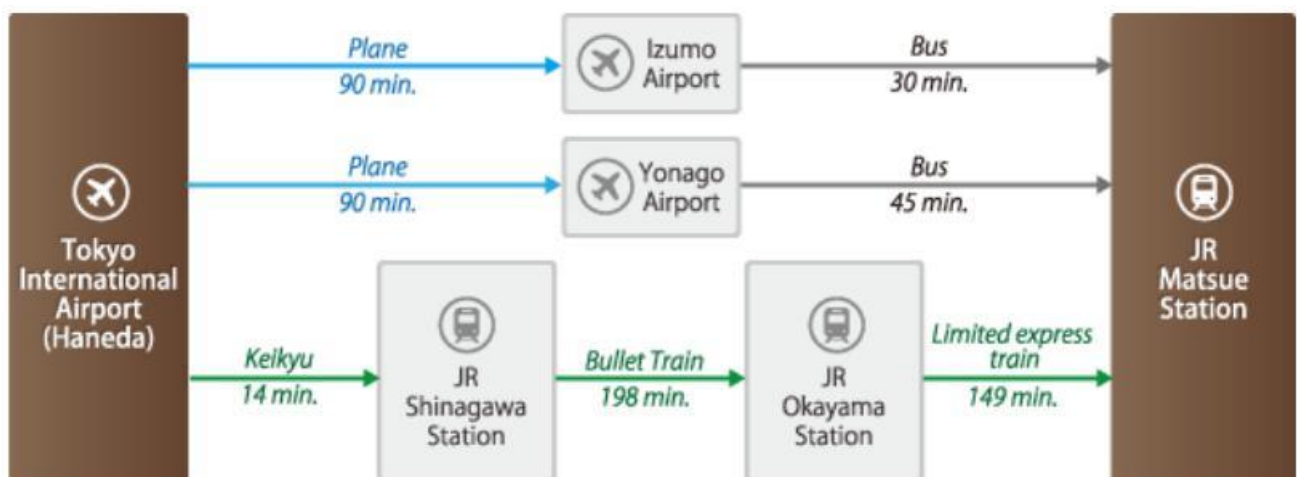 Tokyo
International
Airport
(Haneda)
Plane
90 min.
Izumo
Airport
Bus
30 min.
Plane
90 min.
Yonago
Airport
Bus
45 min.
Keikyu
14 min.
JR
Shinagawa
Station
Bullet Train
198 min.
JR
Okayama
Station
Limited express
train
149 min.
JR
Matsue
Station